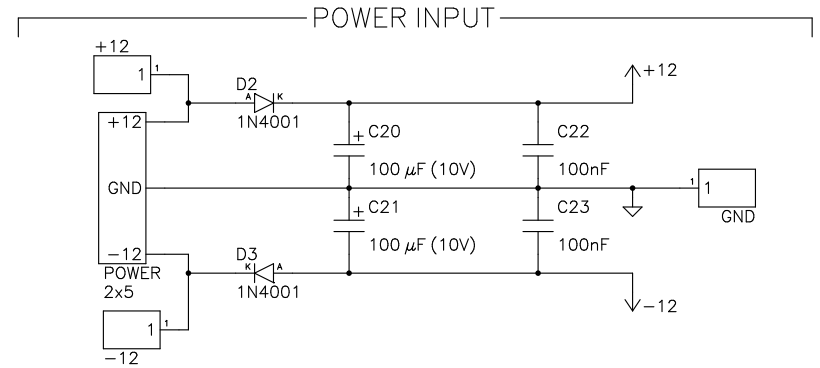 POWER INPUT
+12
1 1
D2
A K
1N4001
+12
+12
GND
−12
POWER
2x5
+ C20
100 µF (10V)
C22
100nF
1 1
GND
+ C21
100 µF (10V)
C23
100nF
D3
K A
1N4001
1 1
−12
−12